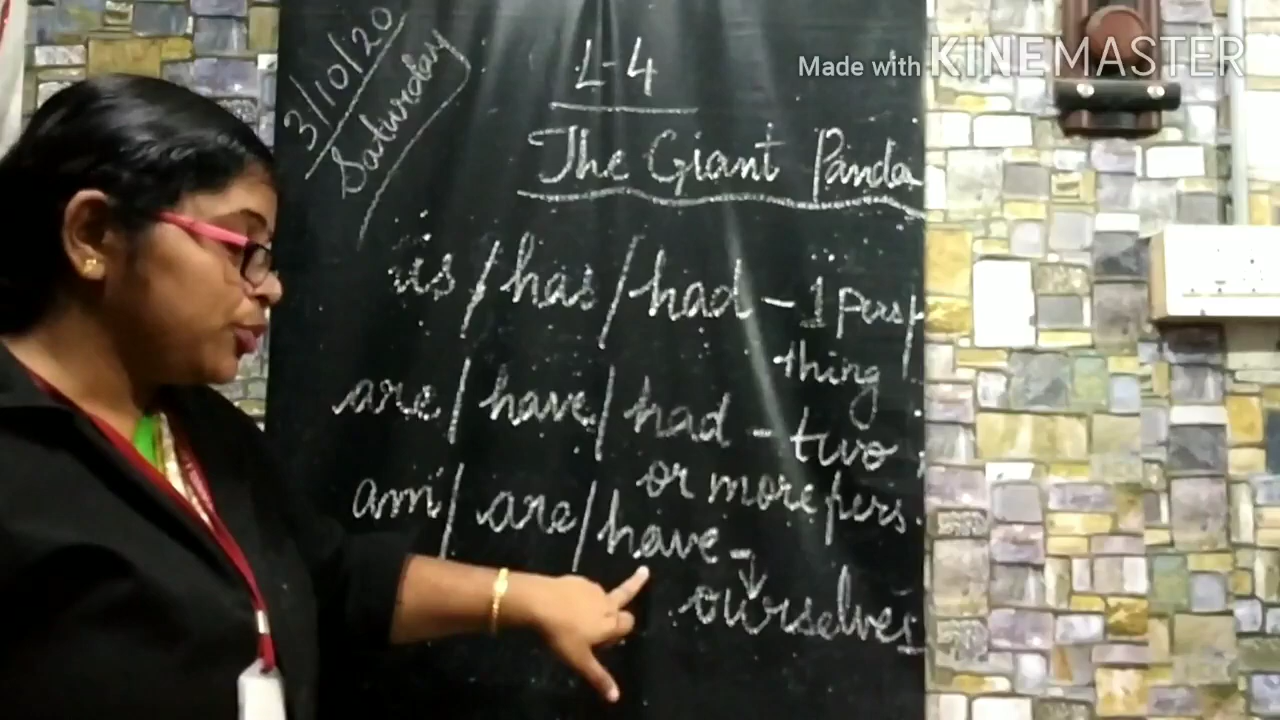 3/10/20
Saturday
Made with KINEMASTER
L-4
The Giant Panda
is/has/had - 1 pers/
thing
are/have/had - two
or more pers.
am/are/have -
ourselves